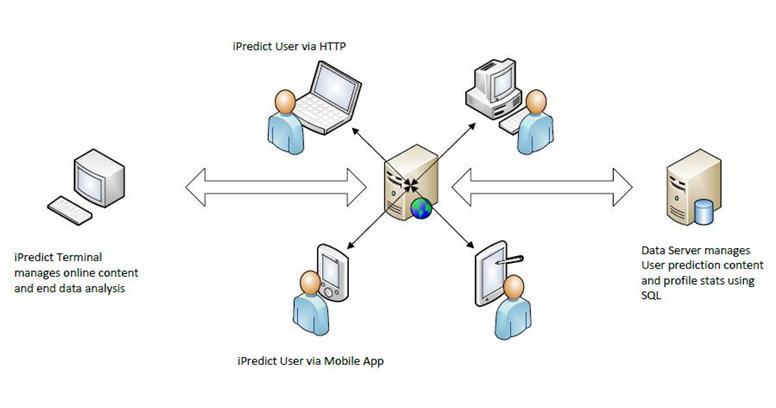 iPredict User via HTTP
iPredict Terminal
manages online content
and end data analysis
Data Server manages
User prediction content
and profile stats using
SQL
iPredict User via Mobile App